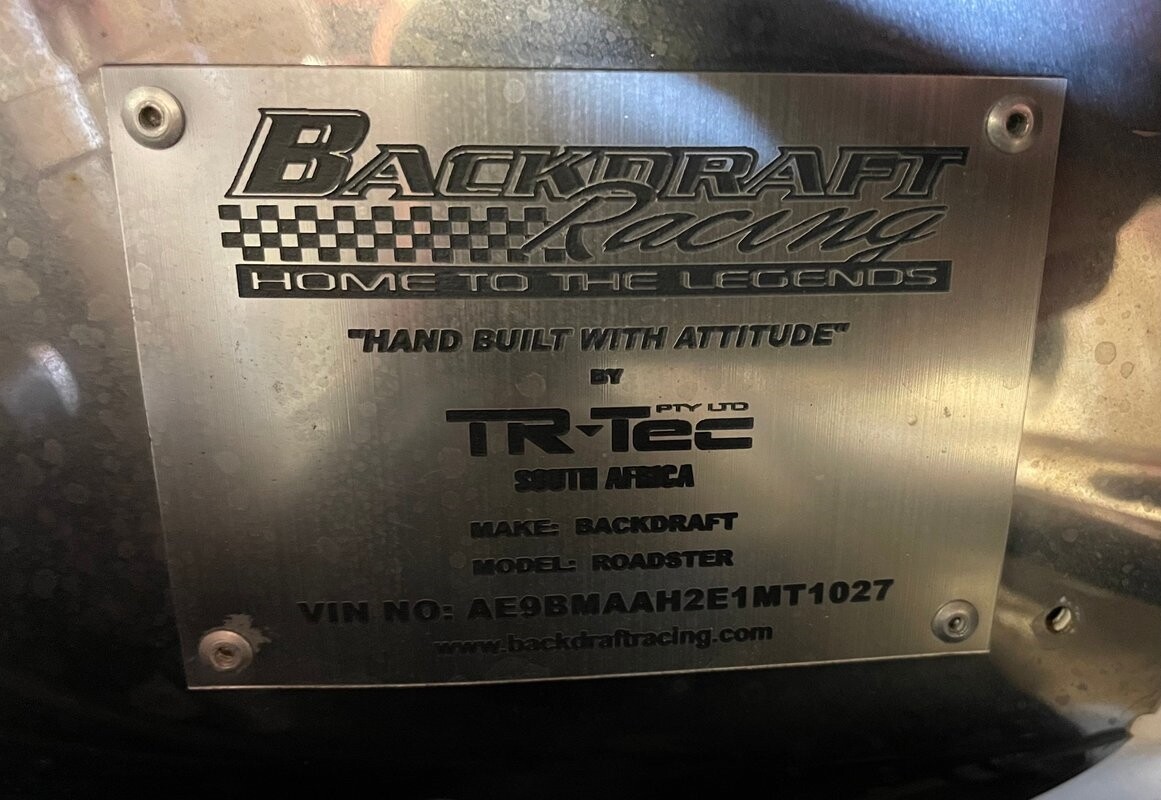 BACKDRAFT
Racing
HOME TO THE LEGENDS
"HAND BUILT WITH ATTITUDE"
BY
TR-Tec PTY LTD
SOUTH AFRICA
MAKE: BACKDRAFT
MODEL: ROADSTER
VIN NO: AE9BMAAH2E1MT1027
www.backdraftracing.com